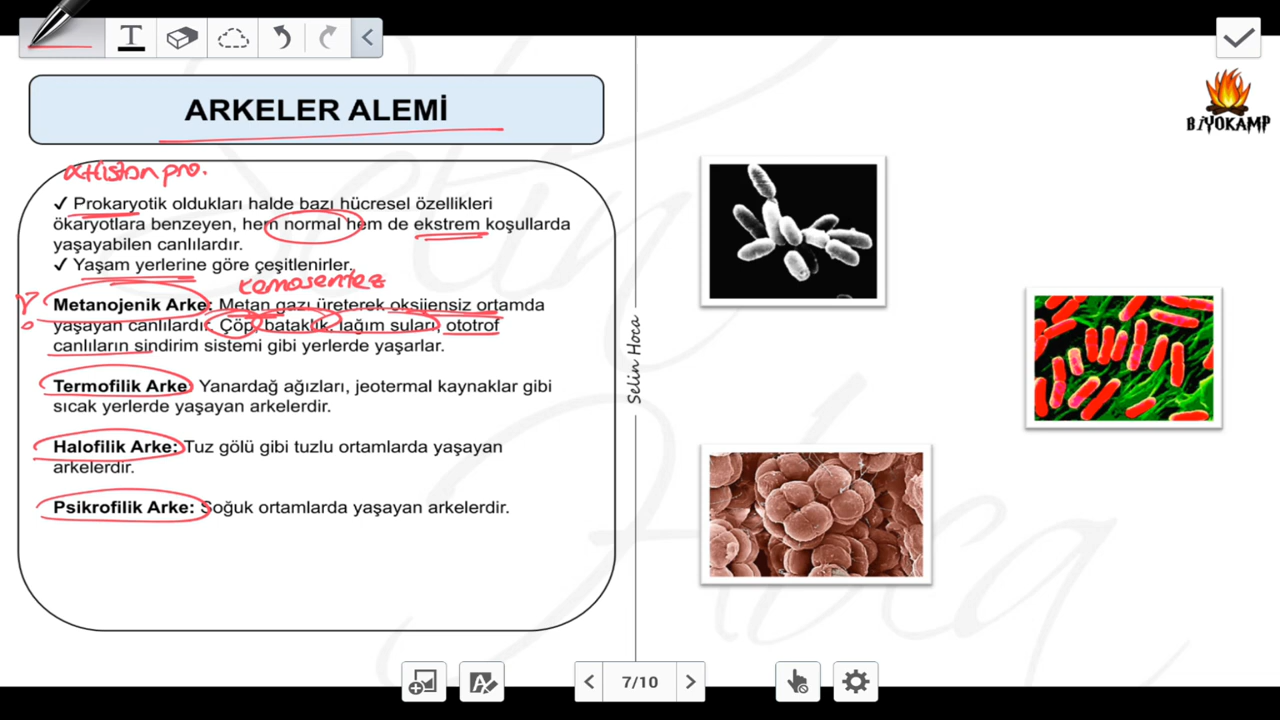 T
BİYOKAMP
ARKELER ALEMİ
Histon pro.
✓ Prokaryotik oldukları halde bazı hücresel özellikleri
ökaryotlara benzeyen, hem normal hem de ekstrem koşullarda
yaşayabilen canlılardır.
✓ Yaşam yerlerine göre çeşitlenirler.
kemosentez
Metanojenik Arke: Metan gazı üreterek oksijensiz ortamda
yaşayan canlılardır. Çöp, bataklık, lağım suları, ototrof
canlıların sindirim sistemi gibi yerlerde yaşarlar.
Termofilik Arke: Yanardağ ağızları, jeotermal kaynaklar gibi
sıcak yerlerde yaşayan arkelerdir.
Halofilik Arke: Tuz gölü gibi tuzlu ortamlarda yaşayan
arkelerdir.
Psikrofilik Arke: Soğuk ortamlarda yaşayan arkelerdir.
Selin Hoca
7/10